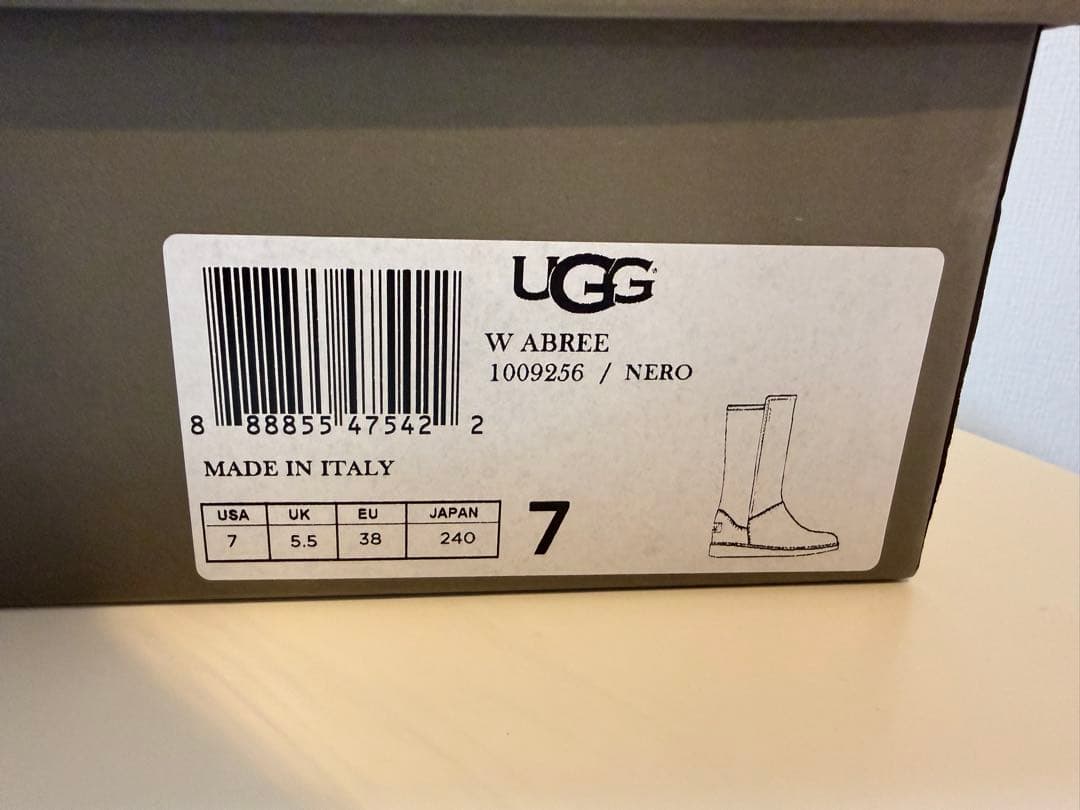 UGG
W ABREE
1009256 / NERO
8 88855 47542 2
MADE IN ITALY
USA UK EU JAPAN
7 5.5 38 240
7